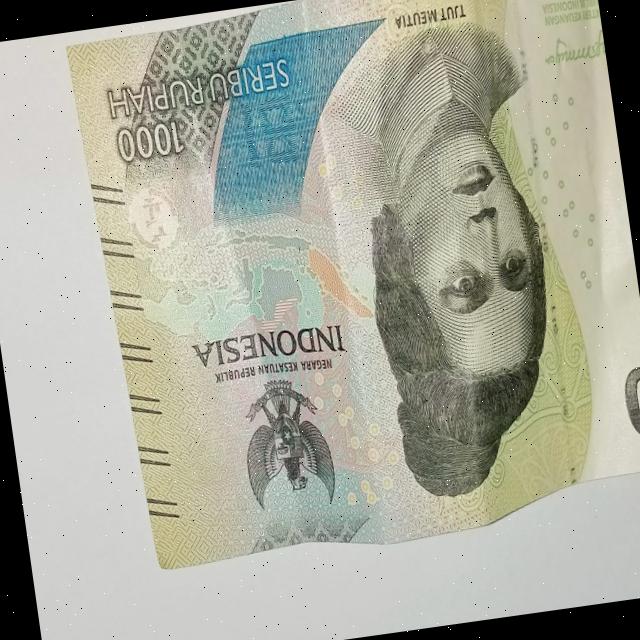 NEGARA KESATUAN REPUBLIK
INDONESIA
1000
SERIBU RUPIAH
TJUT MEUTIA